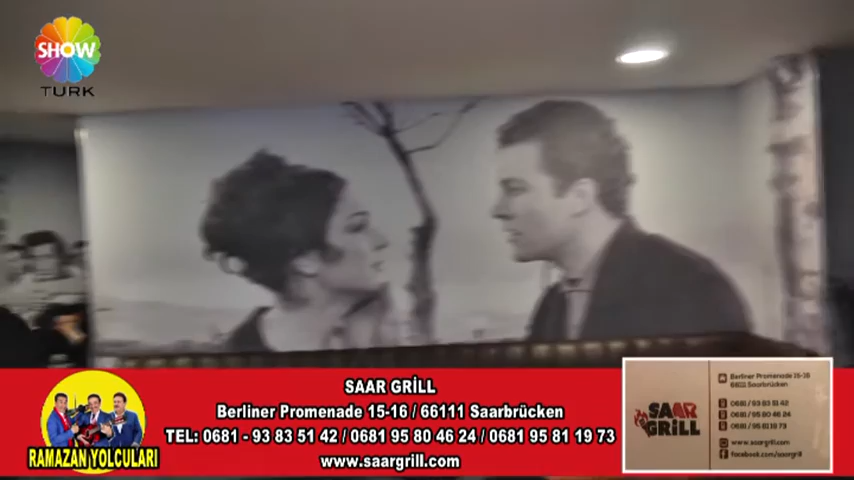 SHOW
TURK
SAAR GRİLL
Berliner Promenade 15-16 / 66111 Saarbrücken
TEL: 0681 - 93 83 51 42 / 0681 95 80 46 24 / 0681 95 81 19 73
www.saargrill.com
RAMAZAN YOLCULARI
SAAR
GRILL
Berliner Promenade 15-16
66111 Saarbrücken
0681 / 93 83 51 42
0681 / 95 80 46 24
0681 / 95 81 19 73
www.saargrill.com
facebook.com/saargrill